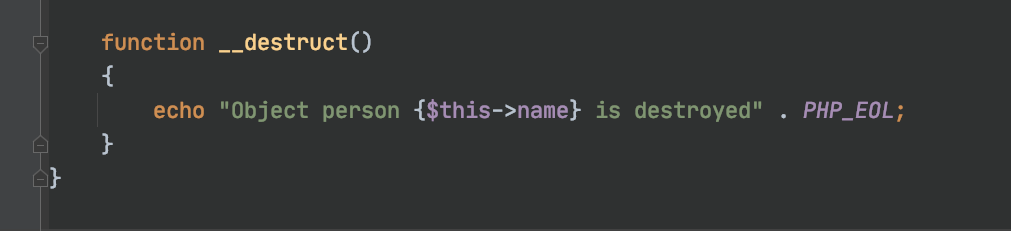 function __destruct()
{
echo "Object person {$this->name} is destroyed" . PHP_EOL;
}
}